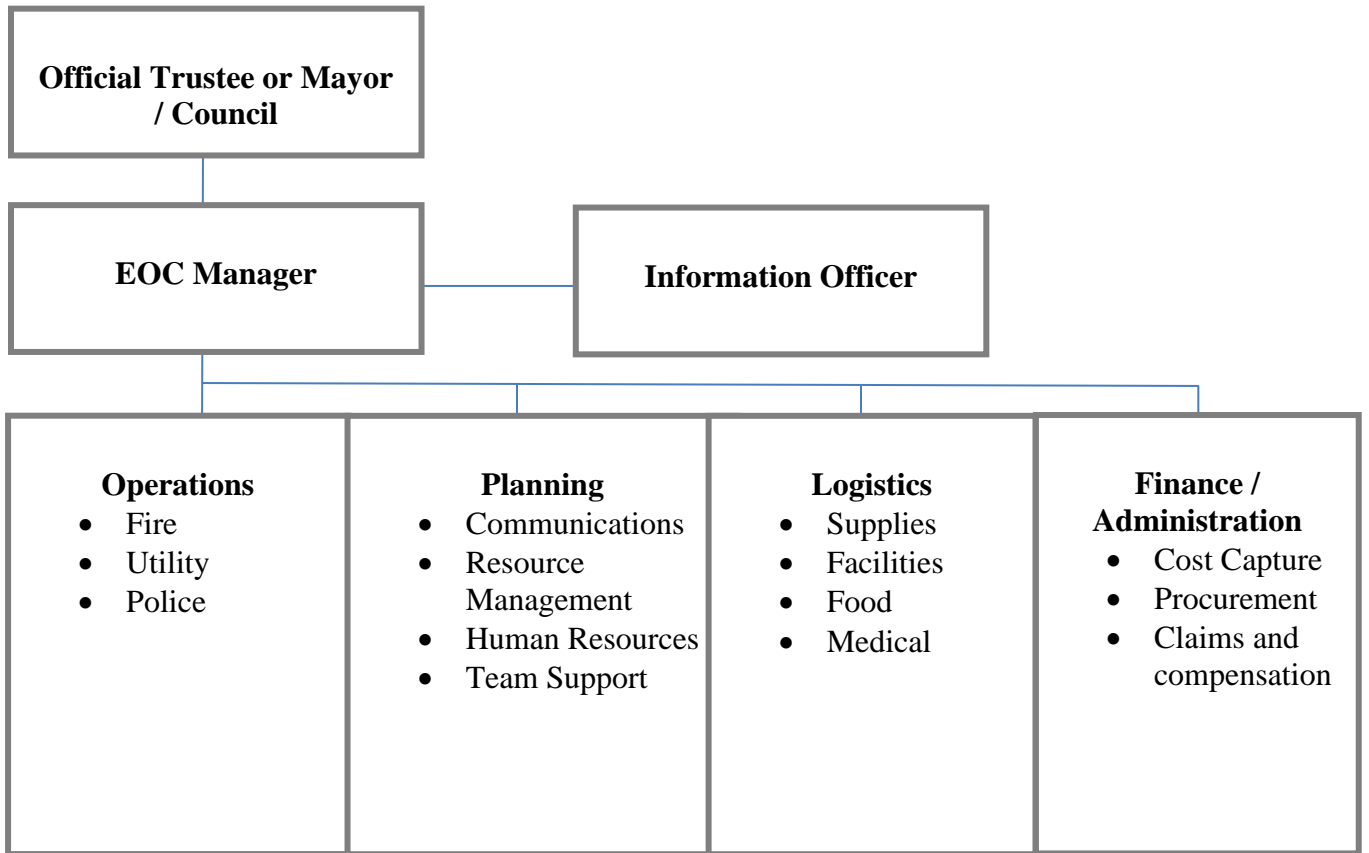 Official Trustee or Mayor
/ Council
EOC Manager
Information Officer
Operations
• Fire
• Utility
• Police
Planning
• Communications
• Resource
Management
• Human Resources
• Team Support
Logistics
• Supplies
• Facilities
• Food
• Medical
Finance /
Administration
• Cost Capture
• Procurement
• Claims and
compensation